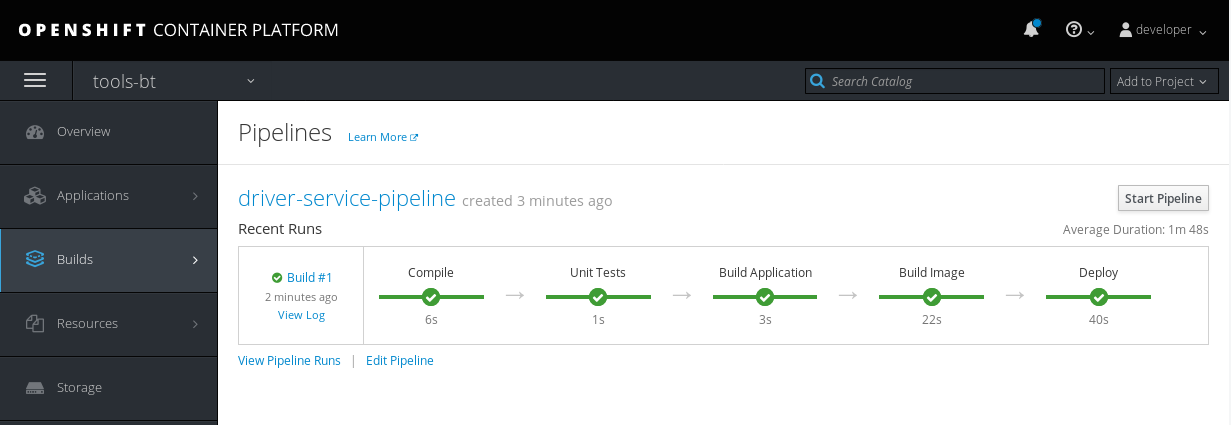 OPENSHIFT CONTAINER PLATFORM
developer
tools-bt
Search Catalog
Add to Project
Overview
Applications
Builds
Resources
Storage
Pipelines Learn More
driver-service-pipeline created 3 minutes ago
Start Pipeline
Recent Runs
Average Duration: 1m 48s
Build #1
2 minutes ago
View Log
Compile
6s
Unit Tests
1s
Build Application
3s
Build Image
22s
Deploy
40s
View Pipeline Runs | Edit Pipeline